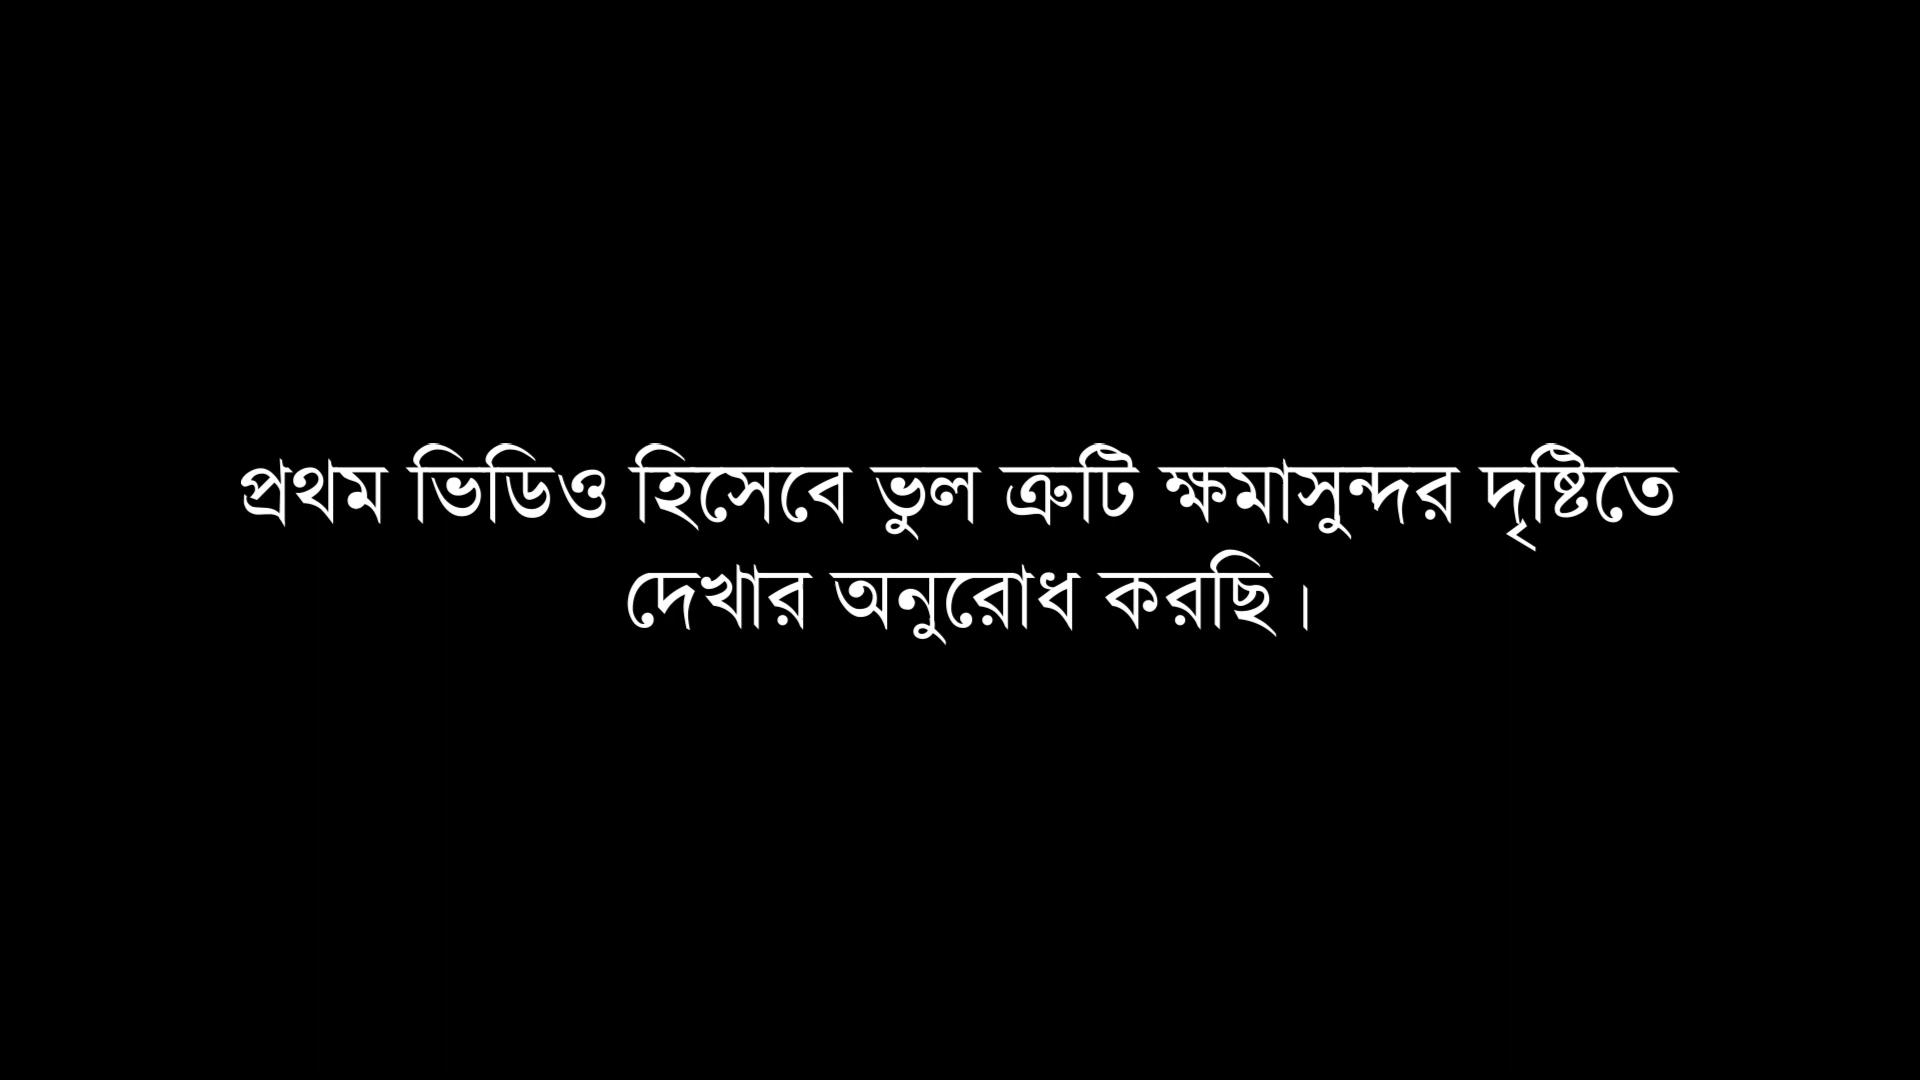 প্রথম ভিডিও হিসেবে ভুল ত্রুটি ক্ষমাসুন্দর দৃষ্টিতে
দেখার অনুরোধ করছি।